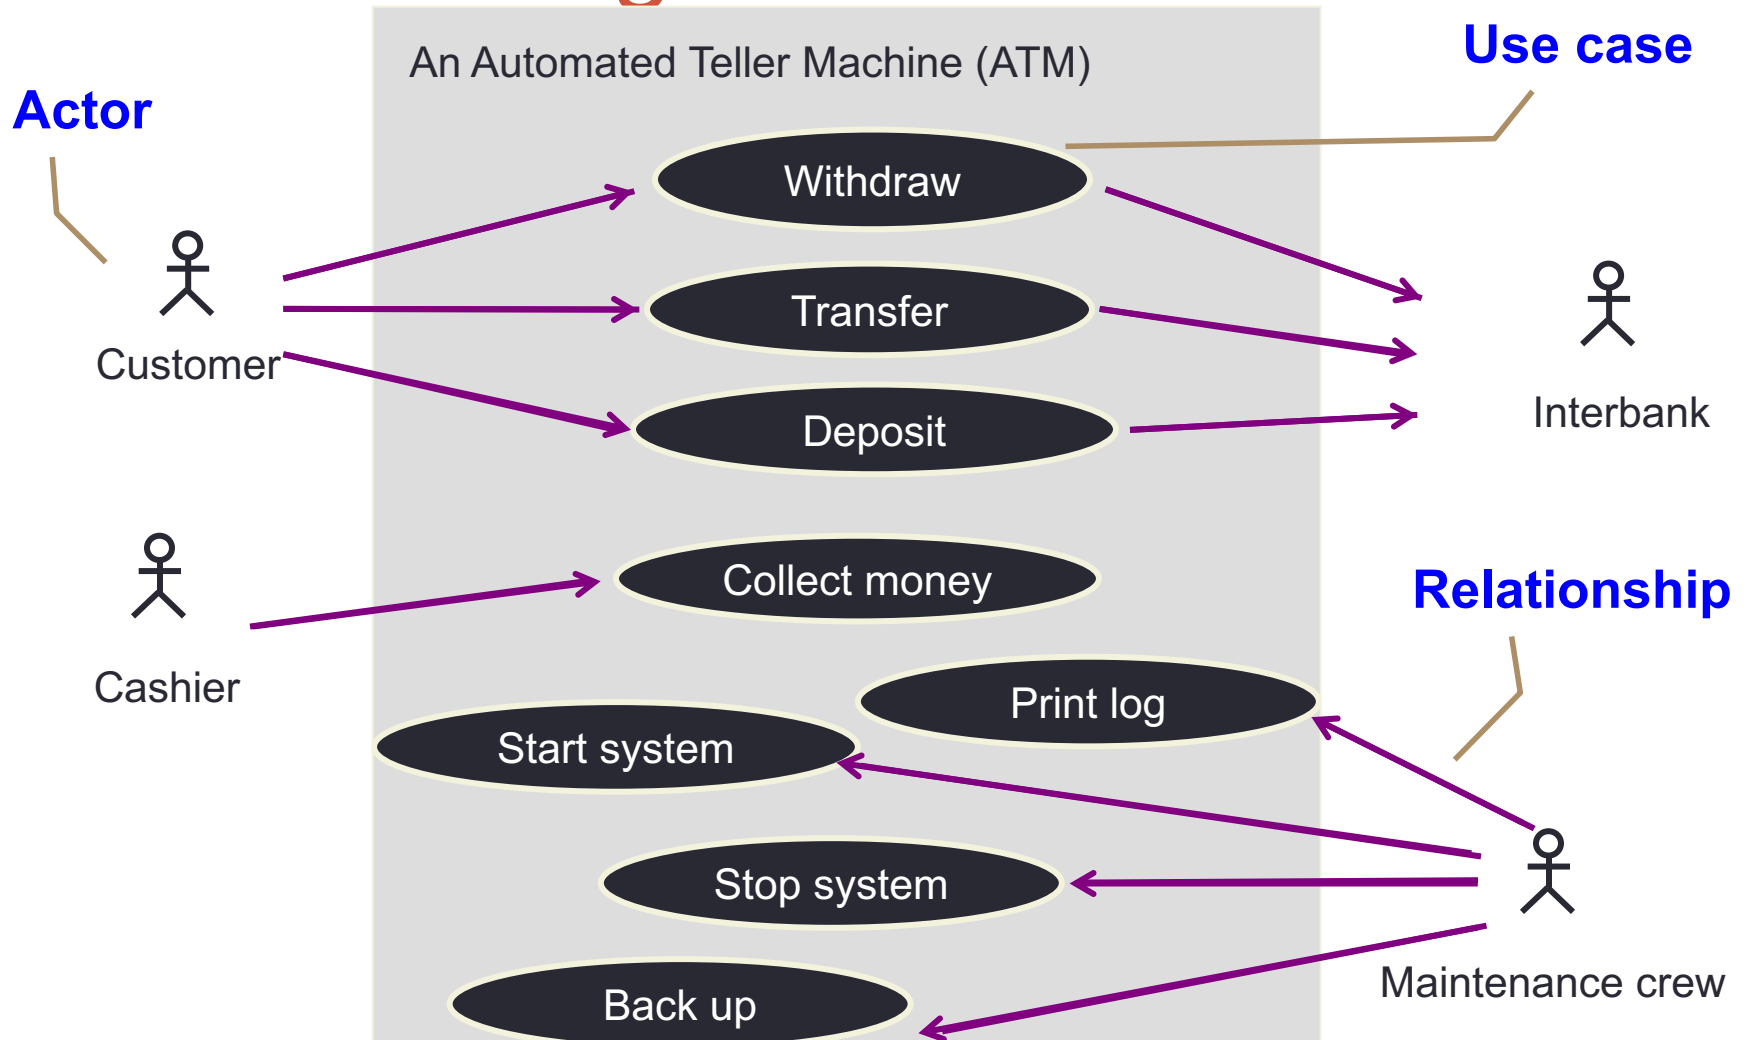 An Automated Teller Machine (ATM)
Use case
Actor
Withdraw
Transfer
Customer
Interbank
Deposit
Collect money
Relationship
Cashier
Print log
Start system
Stop system
Maintenance crew
Back up